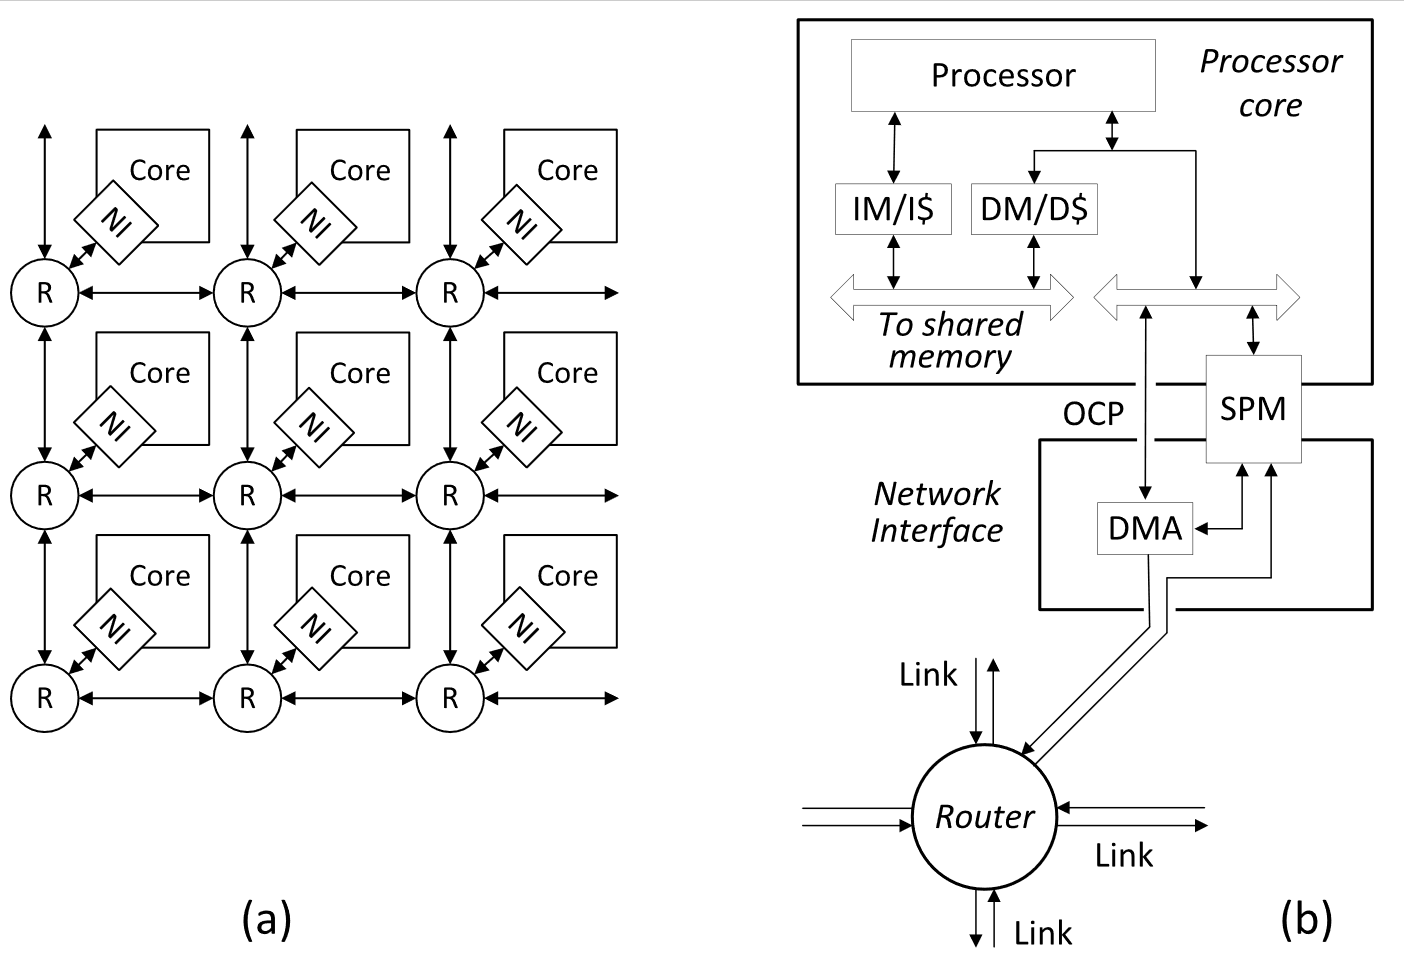 Core
Core
Core
NI
NI
NI
R
R
R
Core
Core
Core
NI
NI
NI
R
R
R
Core
Core
Core
NI
NI
NI
R
R
R
(a)
Processor
Processor
core
IM/I$
DM/D$
To shared
memory
OCP
SPM
Network
Interface
DMA
Link
Router
Link
Link
(b)